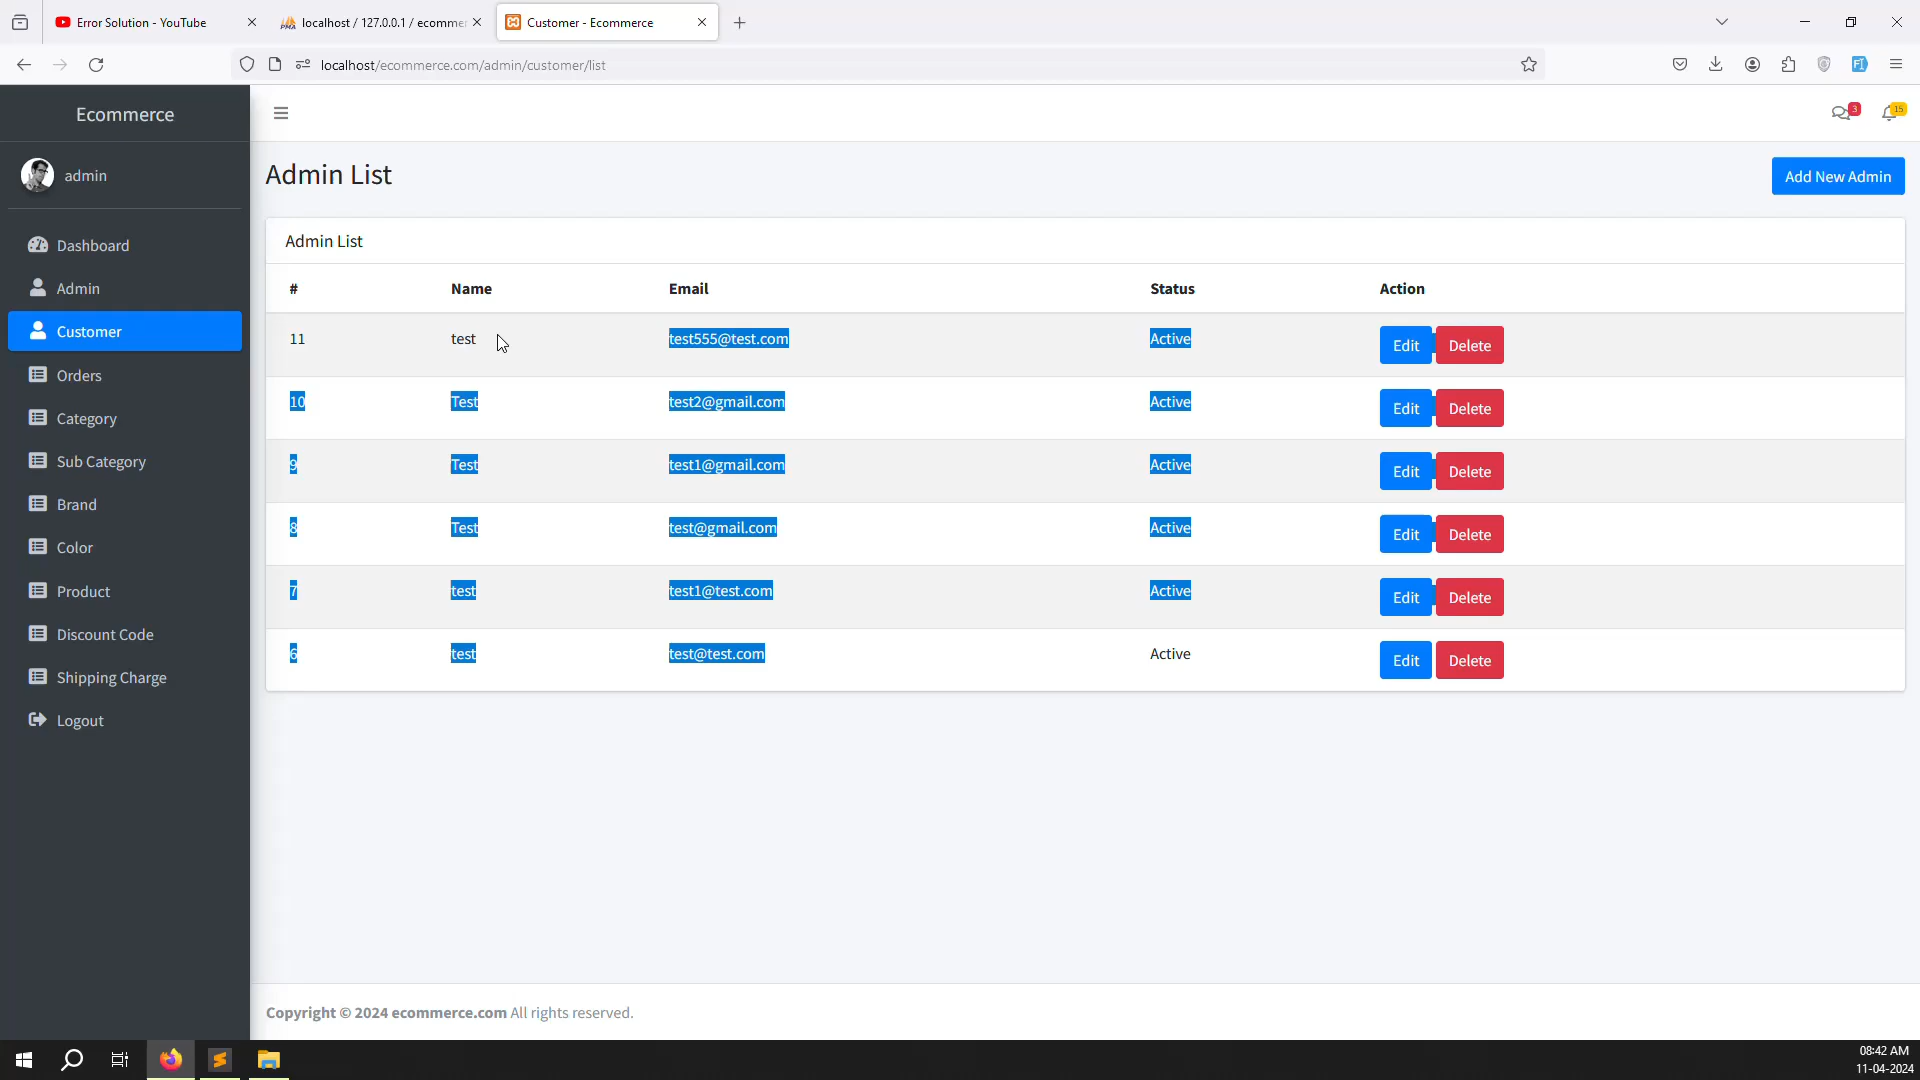 Error Solution - YouTube
localhost / 127.0.0.1 / ecomme
Customer - Ecommerce
localhost/ecommerce.com/admin/customer/list
Ecommerce
3
15
admin
Admin List
Add New Admin
Dashboard
Admin
Customer
Orders
Category
Sub Category
Brand
Color
Product
Discount Code
Shipping Charge
Logout
Admin List
# Name Email Status Action
11 test test555@test.com Active Edit Delete
10 Test test2@gmail.com Active Edit Delete
9 Test test1@gmail.com Active Edit Delete
8 Test test@gmail.com Active Edit Delete
7 test test1@test.com Active Edit Delete
6 test test@test.com Active Edit Delete
Copyright © 2024 ecommerce.com All rights reserved.
08:42 AM
11-04-2024